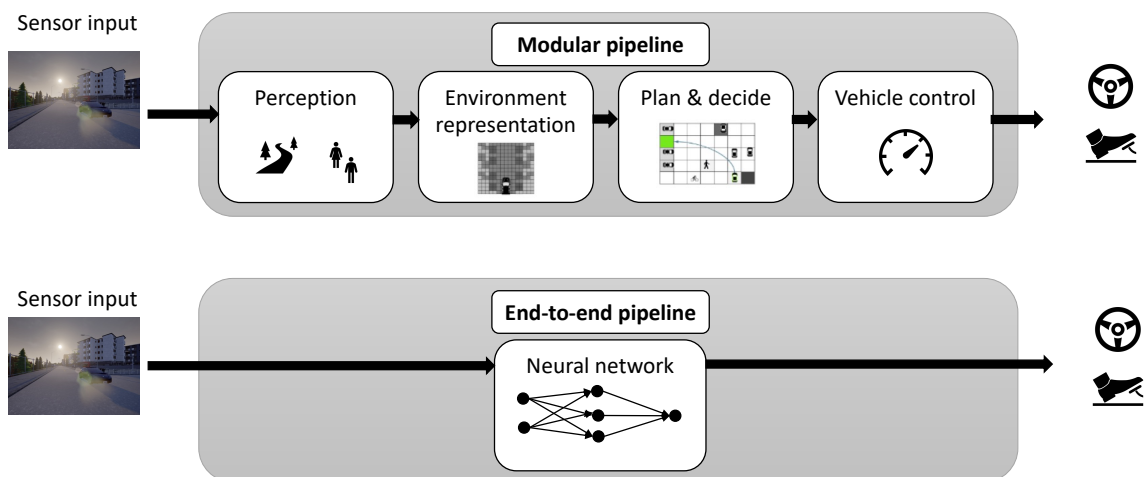 Sensor input
Modular pipeline
Perception
Environment
representation
Plan & decide
Vehicle control
Sensor input
End-to-end pipeline
Neural network